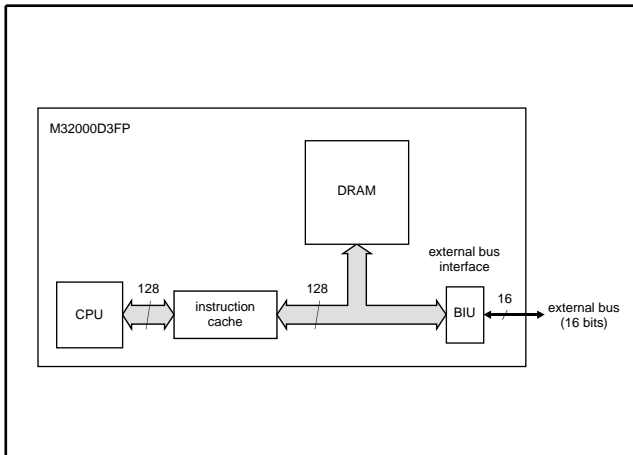 M32000D3FP
DRAM
external bus
interface
128
128
16
CPU
instruction
cache
BIU
external bus
(16 bits)